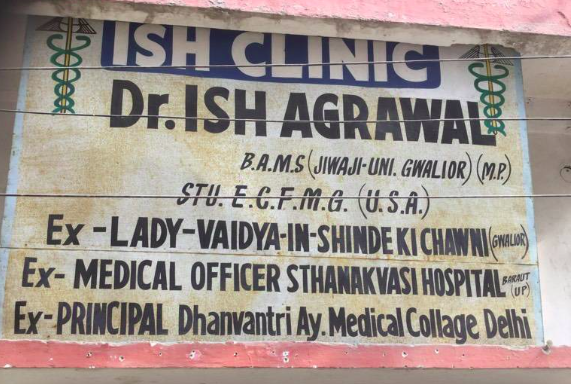 ISH CLINIC
Dr. ISH AGRAWAL
B.A.M.S (JIWAJI-UNI. GWALIOR) (M.P.)
STU. E.C.F.M.G. (U.S.A.)
Ex - LADY-VAIDYA-IN-SHINDE KI CHAWNI (GWALIOR)
Ex- MEDICAL OFFICER STHANAKVASI HOSPITAL BARAUT (UP)
Ex-PRINCIPAL Dhanvantri Ay. Medical Collage Delhi